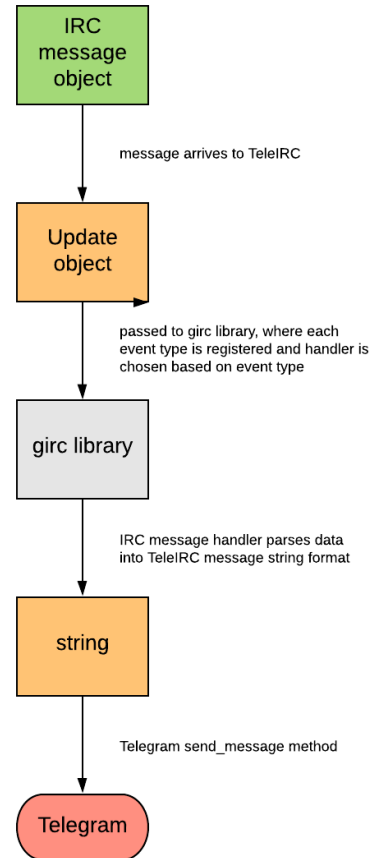 IRC
message
object
message arrives to TeleIRC
Update
object
passed to girc library, where each
event type is registered and handler is
chosen based on event type
girc library
IRC message handler parses data
into TeleIRC message string format
string
Telegram send_message method
Telegram